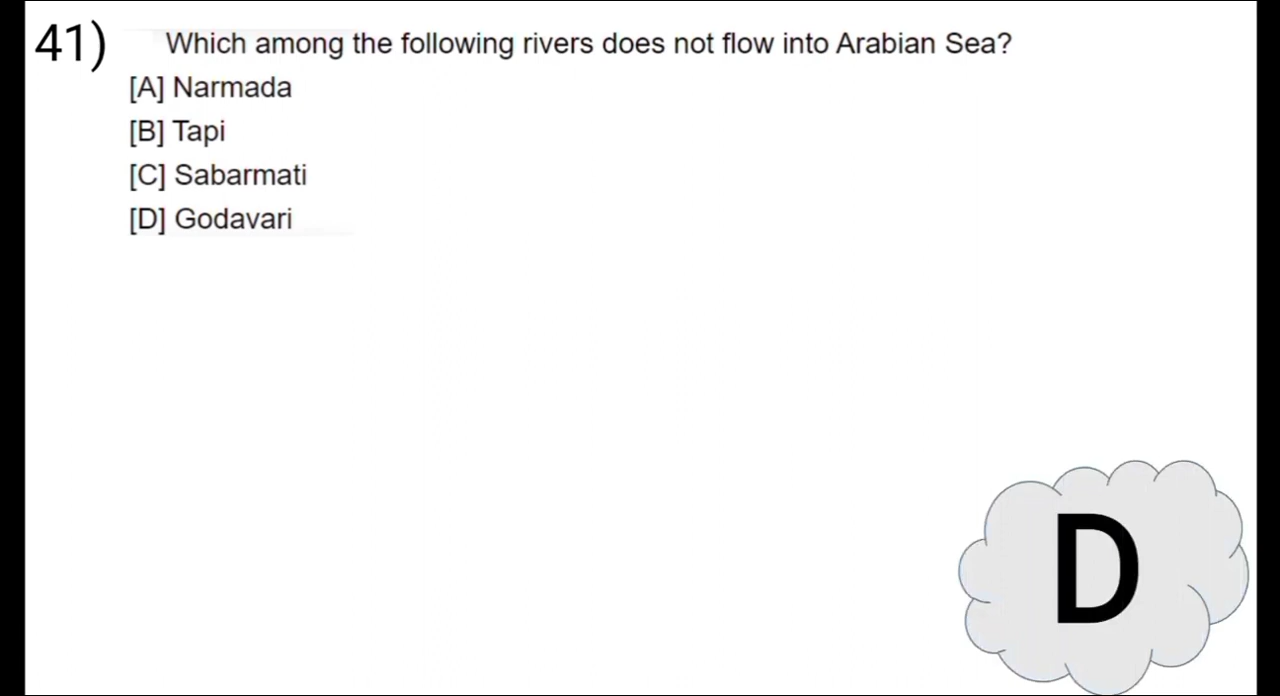 41) Which among the following rivers does not flow into Arabian Sea?
[A] Narmada
[B] Tapi
[C] Sabarmati
[D] Godavari
D